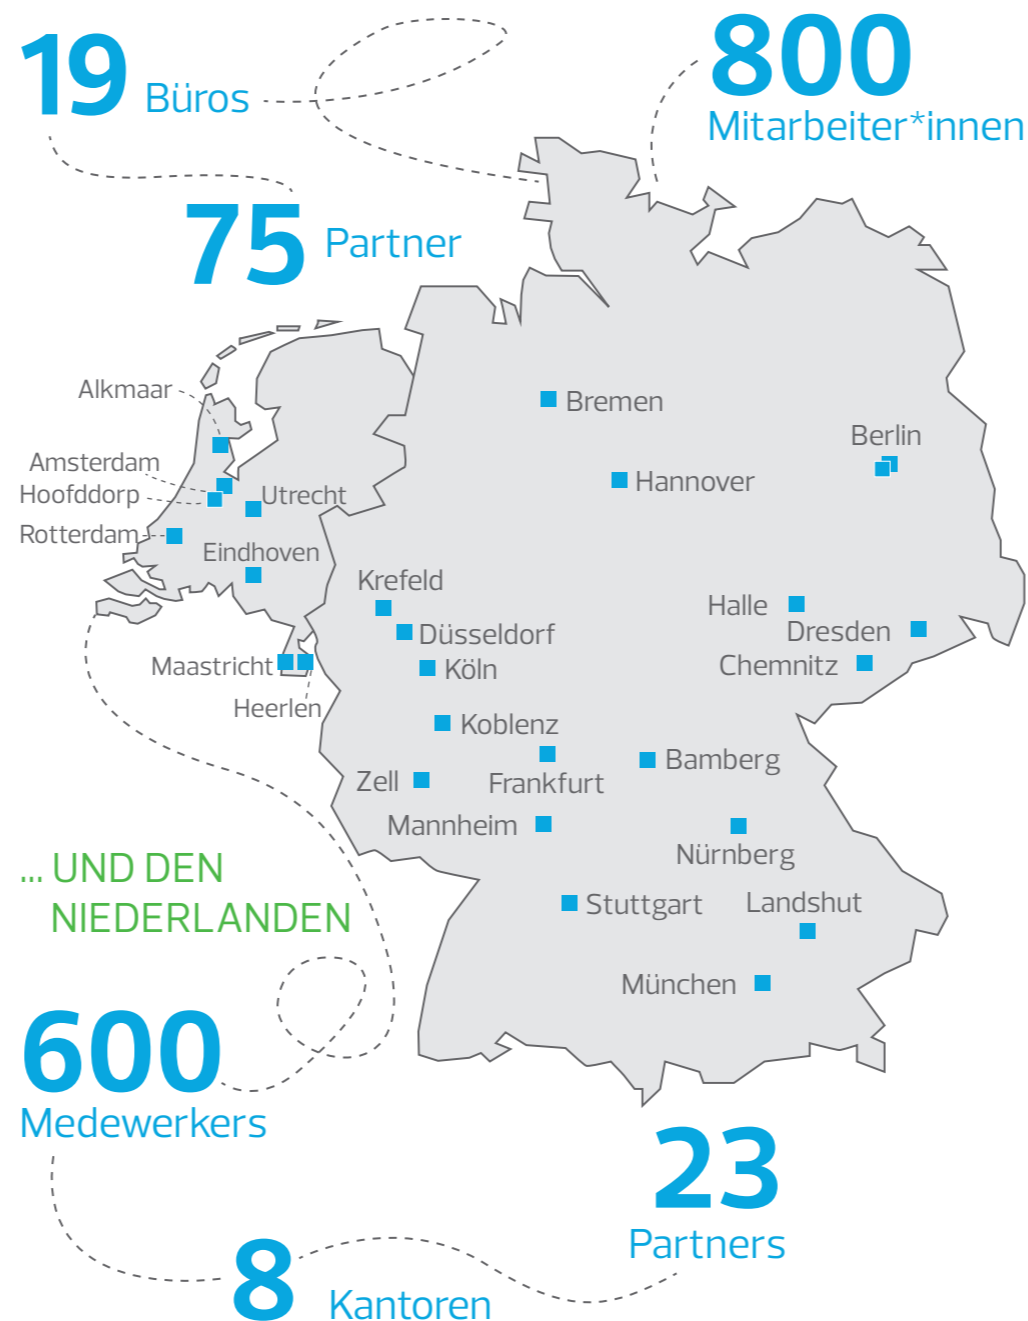 19 Büros
800
Mitarbeiter*innen
75 Partner
Alkmaar
Amsterdam
Hoofddorp
Utrecht
Rotterdam
Eindhoven
Maastricht
Heerlen
Bremen
Berlin
Hannover
Krefeld
Düsseldorf
Halle
Dresden
Köln
Chemnitz
Koblenz
Bamberg
Zell
Frankfurt
Mannheim
Nürnberg
Stuttgart
Landshut
München
... UND DEN
NIEDERLANDEN
600
Medewerkers
23
Partners
8 Kantoren